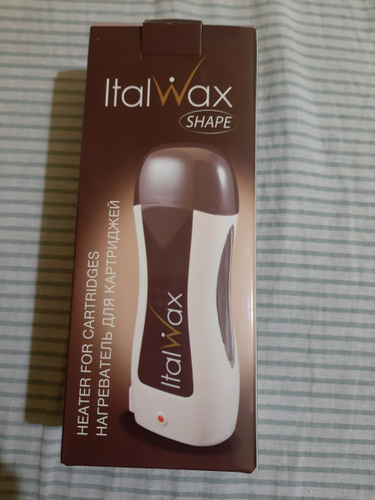 ItalWax
SHAPE
HEATER FOR CARTRIDGES
НАГРЕВАТЕЛЬ ДЛЯ КАРТРИДЖЕЙ
ItalWax